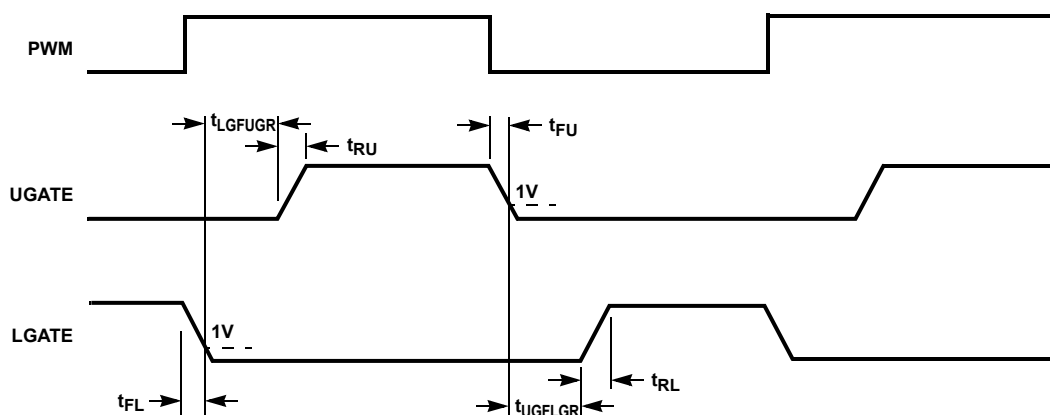 PWM
tLGFUGR
tFU
tRU
UGATE
1V
LGATE
1V
tFL
tRL
tUGFLGR